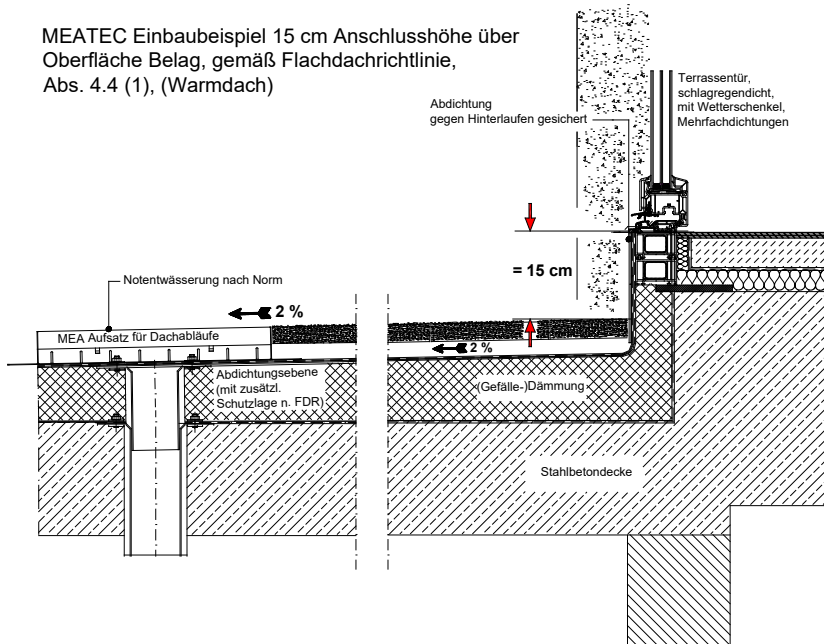 MEATEC Einbaubeispiel 15 cm Anschlusshöhe über
Oberfläche Belag, gemäß Flachdachrichtlinie,
Abs. 4.4 (1), (Warmdach)
Terrassentür,
schlagregendicht,
mit Wetterschenkel,
Mehrfachdichtungen
Abdichtung
gegen Hinterlaufen gesichert
= 15 cm
Notentwässerung nach Norm
2 %
MEA Aufsatz für Dachabläufe
2 %
Abdichtungsebene
(mit zusätzl.
Schutzlage n. FDR)
(Gefälle-)Dämmung
Stahlbetondecke